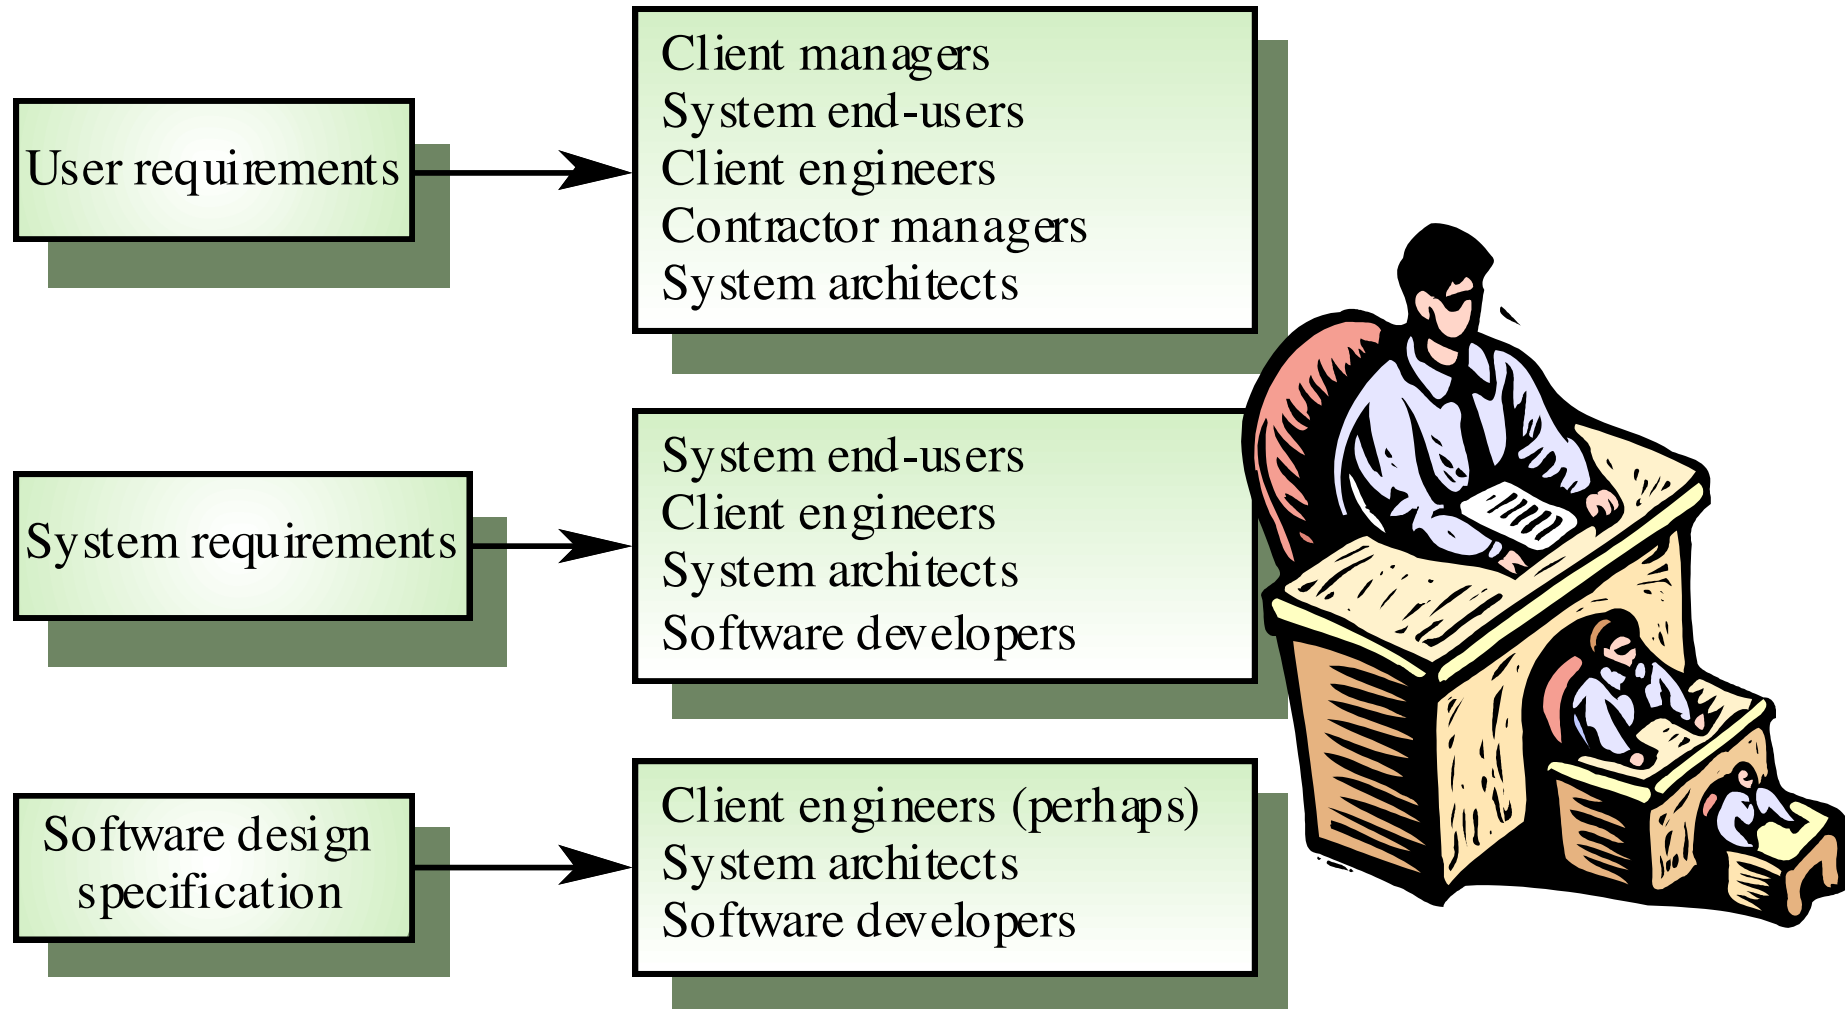 User requirements
Client managers
System end-users
Client engineers
Contractor managers
System architects
System requirements
System end-users
Client engineers
System architects
Software developers
Software design
specification
Client engineers (perhaps)
System architects
Software developers